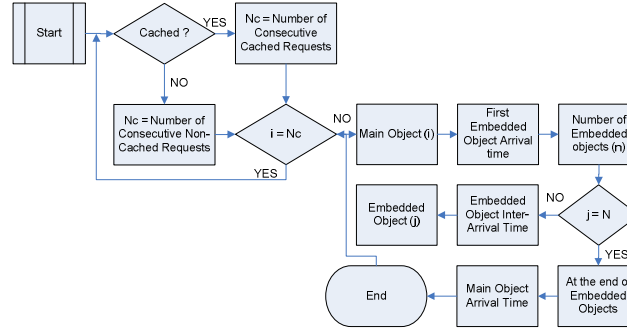 Start
Cached ?
YES
Nc = Number of
Consecutive
Cached Requests
NO
Nc = Number of
Consecutive Non-
Cached Requests
i = Nc
YES
NO
Main Object (i)
First
Embedded
Object Arrival
time
Number of
Embedded
objects (n)
j = N
NO
Embedded
Object Inter-
Arrival Time
Embedded
Object (j)
YES
At the end o
Embedded
Objects
Main Object
Arrival Time
End